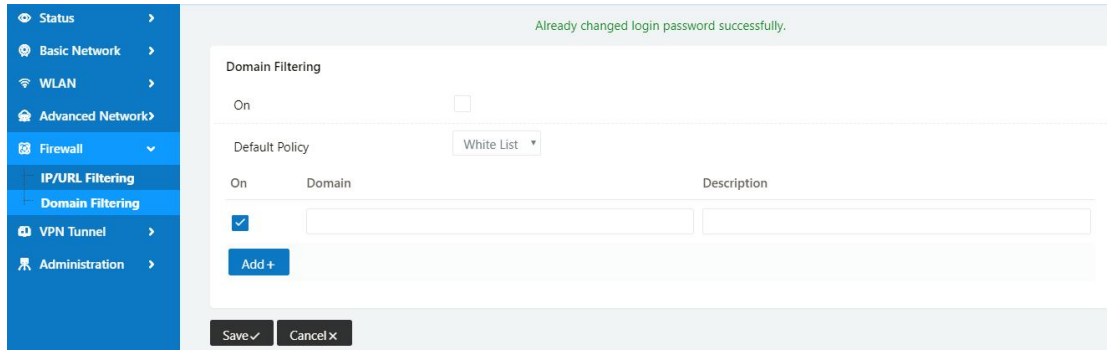 Status
Basic Network
WLAN
Advanced Network
Firewall
IP/URL Filtering
Domain Filtering
VPN Tunnel
Administration
Already changed login password successfully.
Domain Filtering
On
Default Policy White List
On Domain Description
Add +
Save Cancel